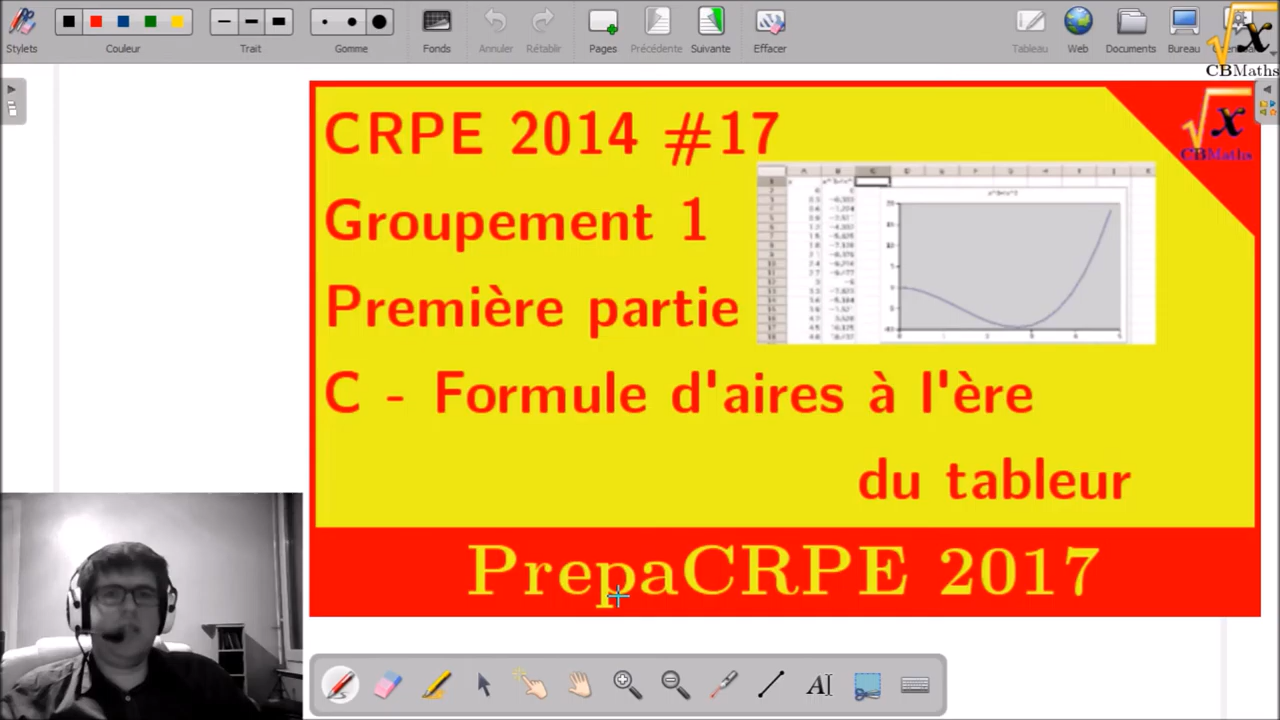 Stylets
Couleur
Trait
Gomme
Fonds
Annuler
Rétablir
Pages
Précédente
Suivante
Effacer
Tableau
Web
Documents
Bureau
CBMaths
CRPE 2014 #17
CBMaths
Groupement 1
Première partie
C - Formule d'aires à l'ère
du tableur
PrepaCRPE 2017